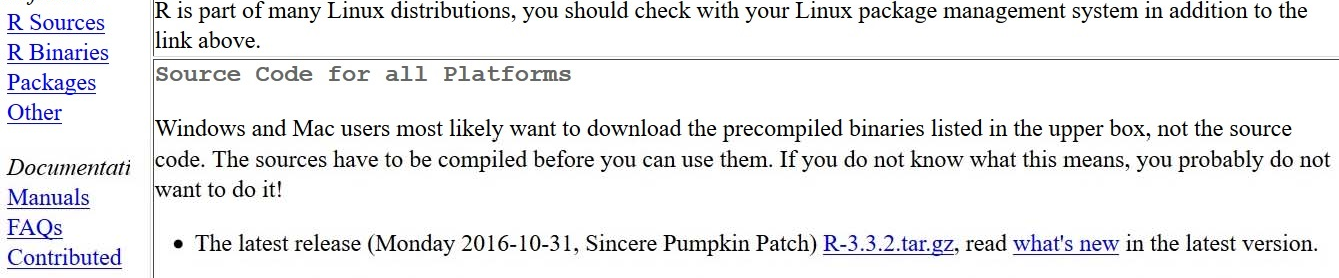 R Sources
R Binaries
Packages
Other
Documentati
Manuals
FAQs
Contributed
R is part of many Linux distributions, you should check with your Linux package management system in addition to the
link above.
Source Code for all Platforms
Windows and Mac users most likely want to download the precompiled binaries listed in the upper box, not the source
code. The sources have to be compiled before you can use them. If you do not know what this means, you probably do not
want to do it!
• The latest release (Monday 2016-10-31, Sincere Pumpkin Patch) R-3.3.2.tar.gz, read what's new in the latest version.